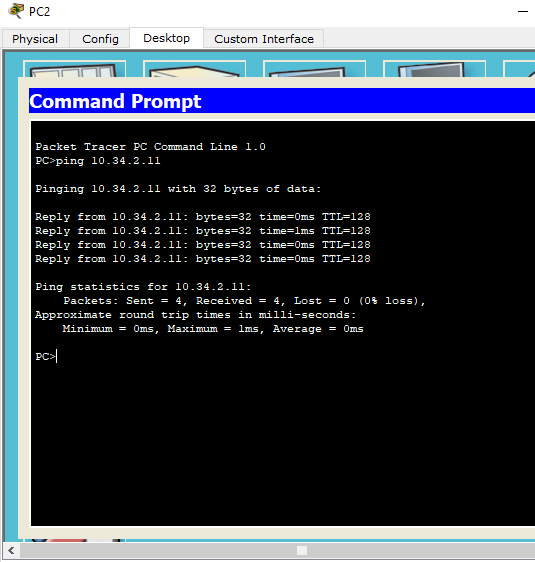 PC2
Physical Config Desktop Custom Interface
Command Prompt
Packet Tracer PC Command Line 1.0
PC>ping 10.34.2.11
Pinging 10.34.2.11 with 32 bytes of data:
Reply from 10.34.2.11: bytes=32 time=0ms TTL=128
Reply from 10.34.2.11: bytes=32 time=1ms TTL=128
Reply from 10.34.2.11: bytes=32 time=0ms TTL=128
Reply from 10.34.2.11: bytes=32 time=0ms TTL=128
Ping statistics for 10.34.2.11:
    Packets: Sent = 4, Received = 4, Lost = 0 (0% loss),
Approximate round trip times in milli-seconds:
    Minimum = 0ms, Maximum = 1ms, Average = 0ms
PC>